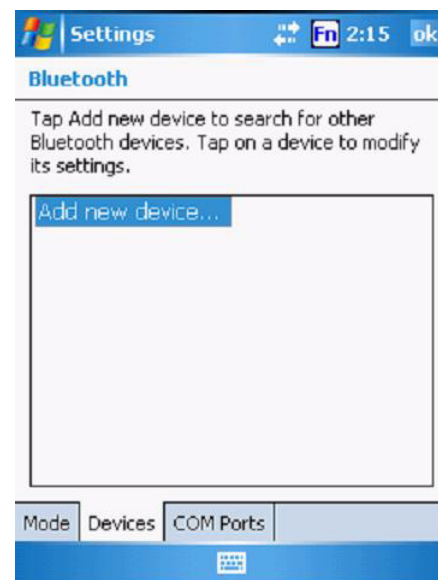 Settings Fn 2:15 ok
Bluetooth
Tap Add new device to search for other
Bluetooth devices. Tap on a device to modify
its settings.
Add new device...
Mode Devices COM Ports